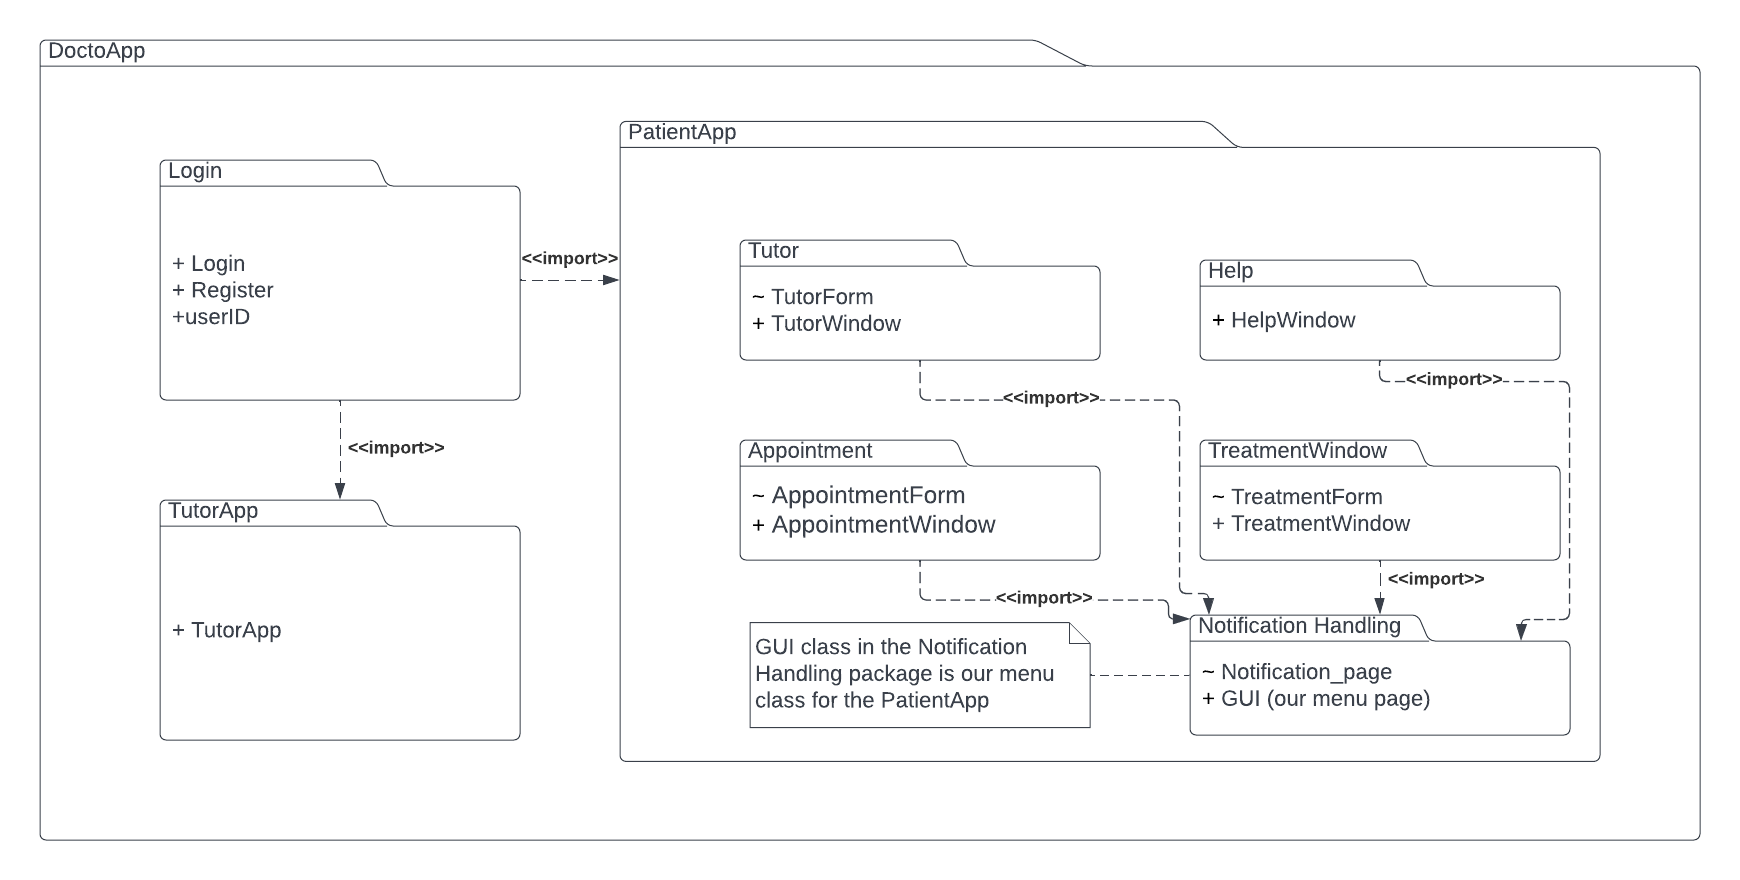 DoctoApp
PatientApp
Login
+ Login
+ Register
+userID
<<import>>
<<import>>
TutorApp
+ TutorApp
Tutor
~ TutorForm
+ TutorWindow
<<import>>
Help
+ HelpWindow
<<import>>
Appointment
~ AppointmentForm
+ AppointmentWindow
<<import>>
TreatmentWindow
~ TreatmentForm
+ TreatmentWindow
<<import>>
GUI class in the Notification
Handling package is our menu
class for the PatientApp
Notification Handling
~ Notification_page
+ GUI (our menu page)